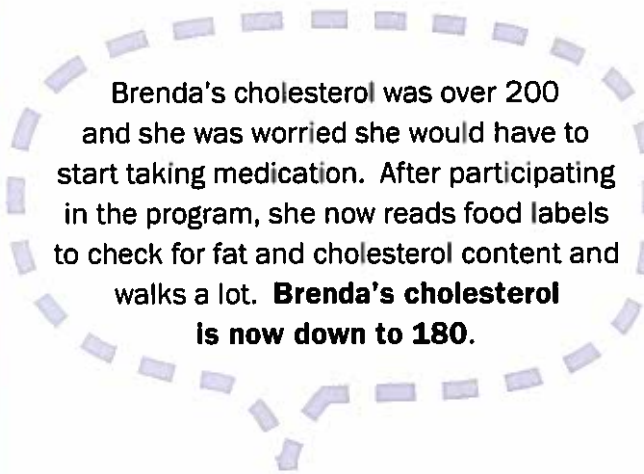 Brenda's cholesterol was over 200
and she was worried she would have to
start taking medication. After participating
in the program, she now reads food labels
to check for fat and cholesterol content and
walks a lot. Brenda's cholesterol
is now down to 180.